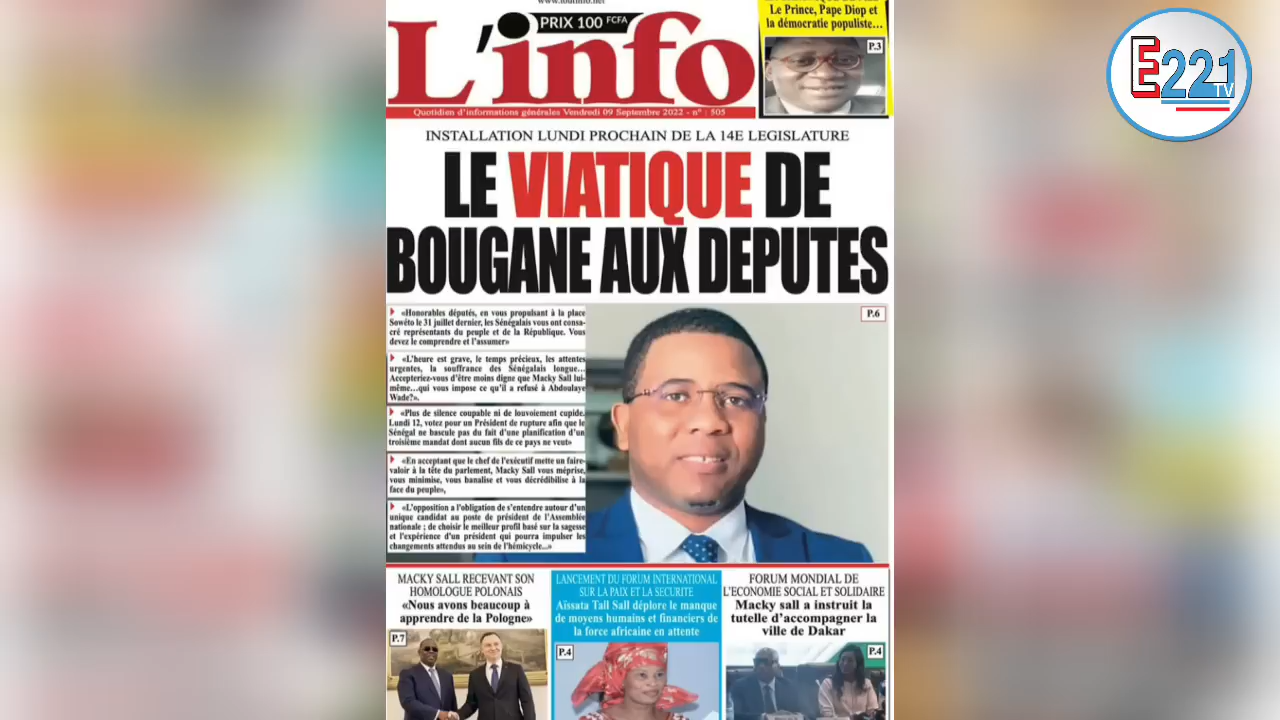 www.toutinfo.net
PRIX 100 FCFA
L'info
Quotidien d'informations générales Vendredi 09 Septembre 2022 - n° : 505
Le Prince, Pape Diop et
la démocratie populiste...
P.3
E221
TV
INSTALLATION LUNDI PROCHAIN DE LA 14E LEGISLATURE
LE VIATIQUE DE
BOUGANE AUX DEPUTES
«Honorables députés, en vous propulsant à la place
Sowéto le 31 juillet dernier, les Sénégalais vous ont consa-
cré représentants du peuple et de la République. Vous
devez le comprendre et l'assumer»
«L'heure est grave, le temps précieux, les attentes
urgentes, la souffrance des Sénégalais longue...
Accepteriez-vous d'être moins digne que Macky Sall lui-
même...qui vous impose ce qu'il a refusé à Abdoulaye
Wade?».
«Plus de silence coupable ni de louvoiement cupide.
Lundi 12, votez pour un Président de rupture afin que le
Sénégal ne bascule pas du fait d'une planification d'un
troisième mandat dont aucun fils de ce pays ne veut»
«En acceptant que le chef de l'exécutif mette un faire-
valoir à la tête du parlement, Macky Sall vous méprise,
vous minimise, vous banalise et vous décrédibilise à la
face du peuple»,
«L'opposition a l'obligation de s'entendre autour d'un
unique candidat au poste de président de l'Assemblée
nationale ; de choisir le meilleur profil basé sur la sagesse
et l'expérience d'un président qui pourra impulser les
changements attendus au sein de l'hémicycle...»
P.6
MACKY SALL RECEVANT SON
HOMOLOGUE POLONAIS
«Nous avons beaucoup à
apprendre de la Pologne»
P.7
LANCEMENT DU FORUM INTERNATIONAL
SUR LA PAIX ET LA SECURITE
Aïssata Tall Sall déplore le manque
de moyens humains et financiers de
la force africaine en attente
P.4
FORUM MONDIAL DE
L'ECONOMIE SOCIAL ET SOLIDAIRE
Macky sall a instruit la
tutelle d'accompagner la
ville de Dakar
P.4